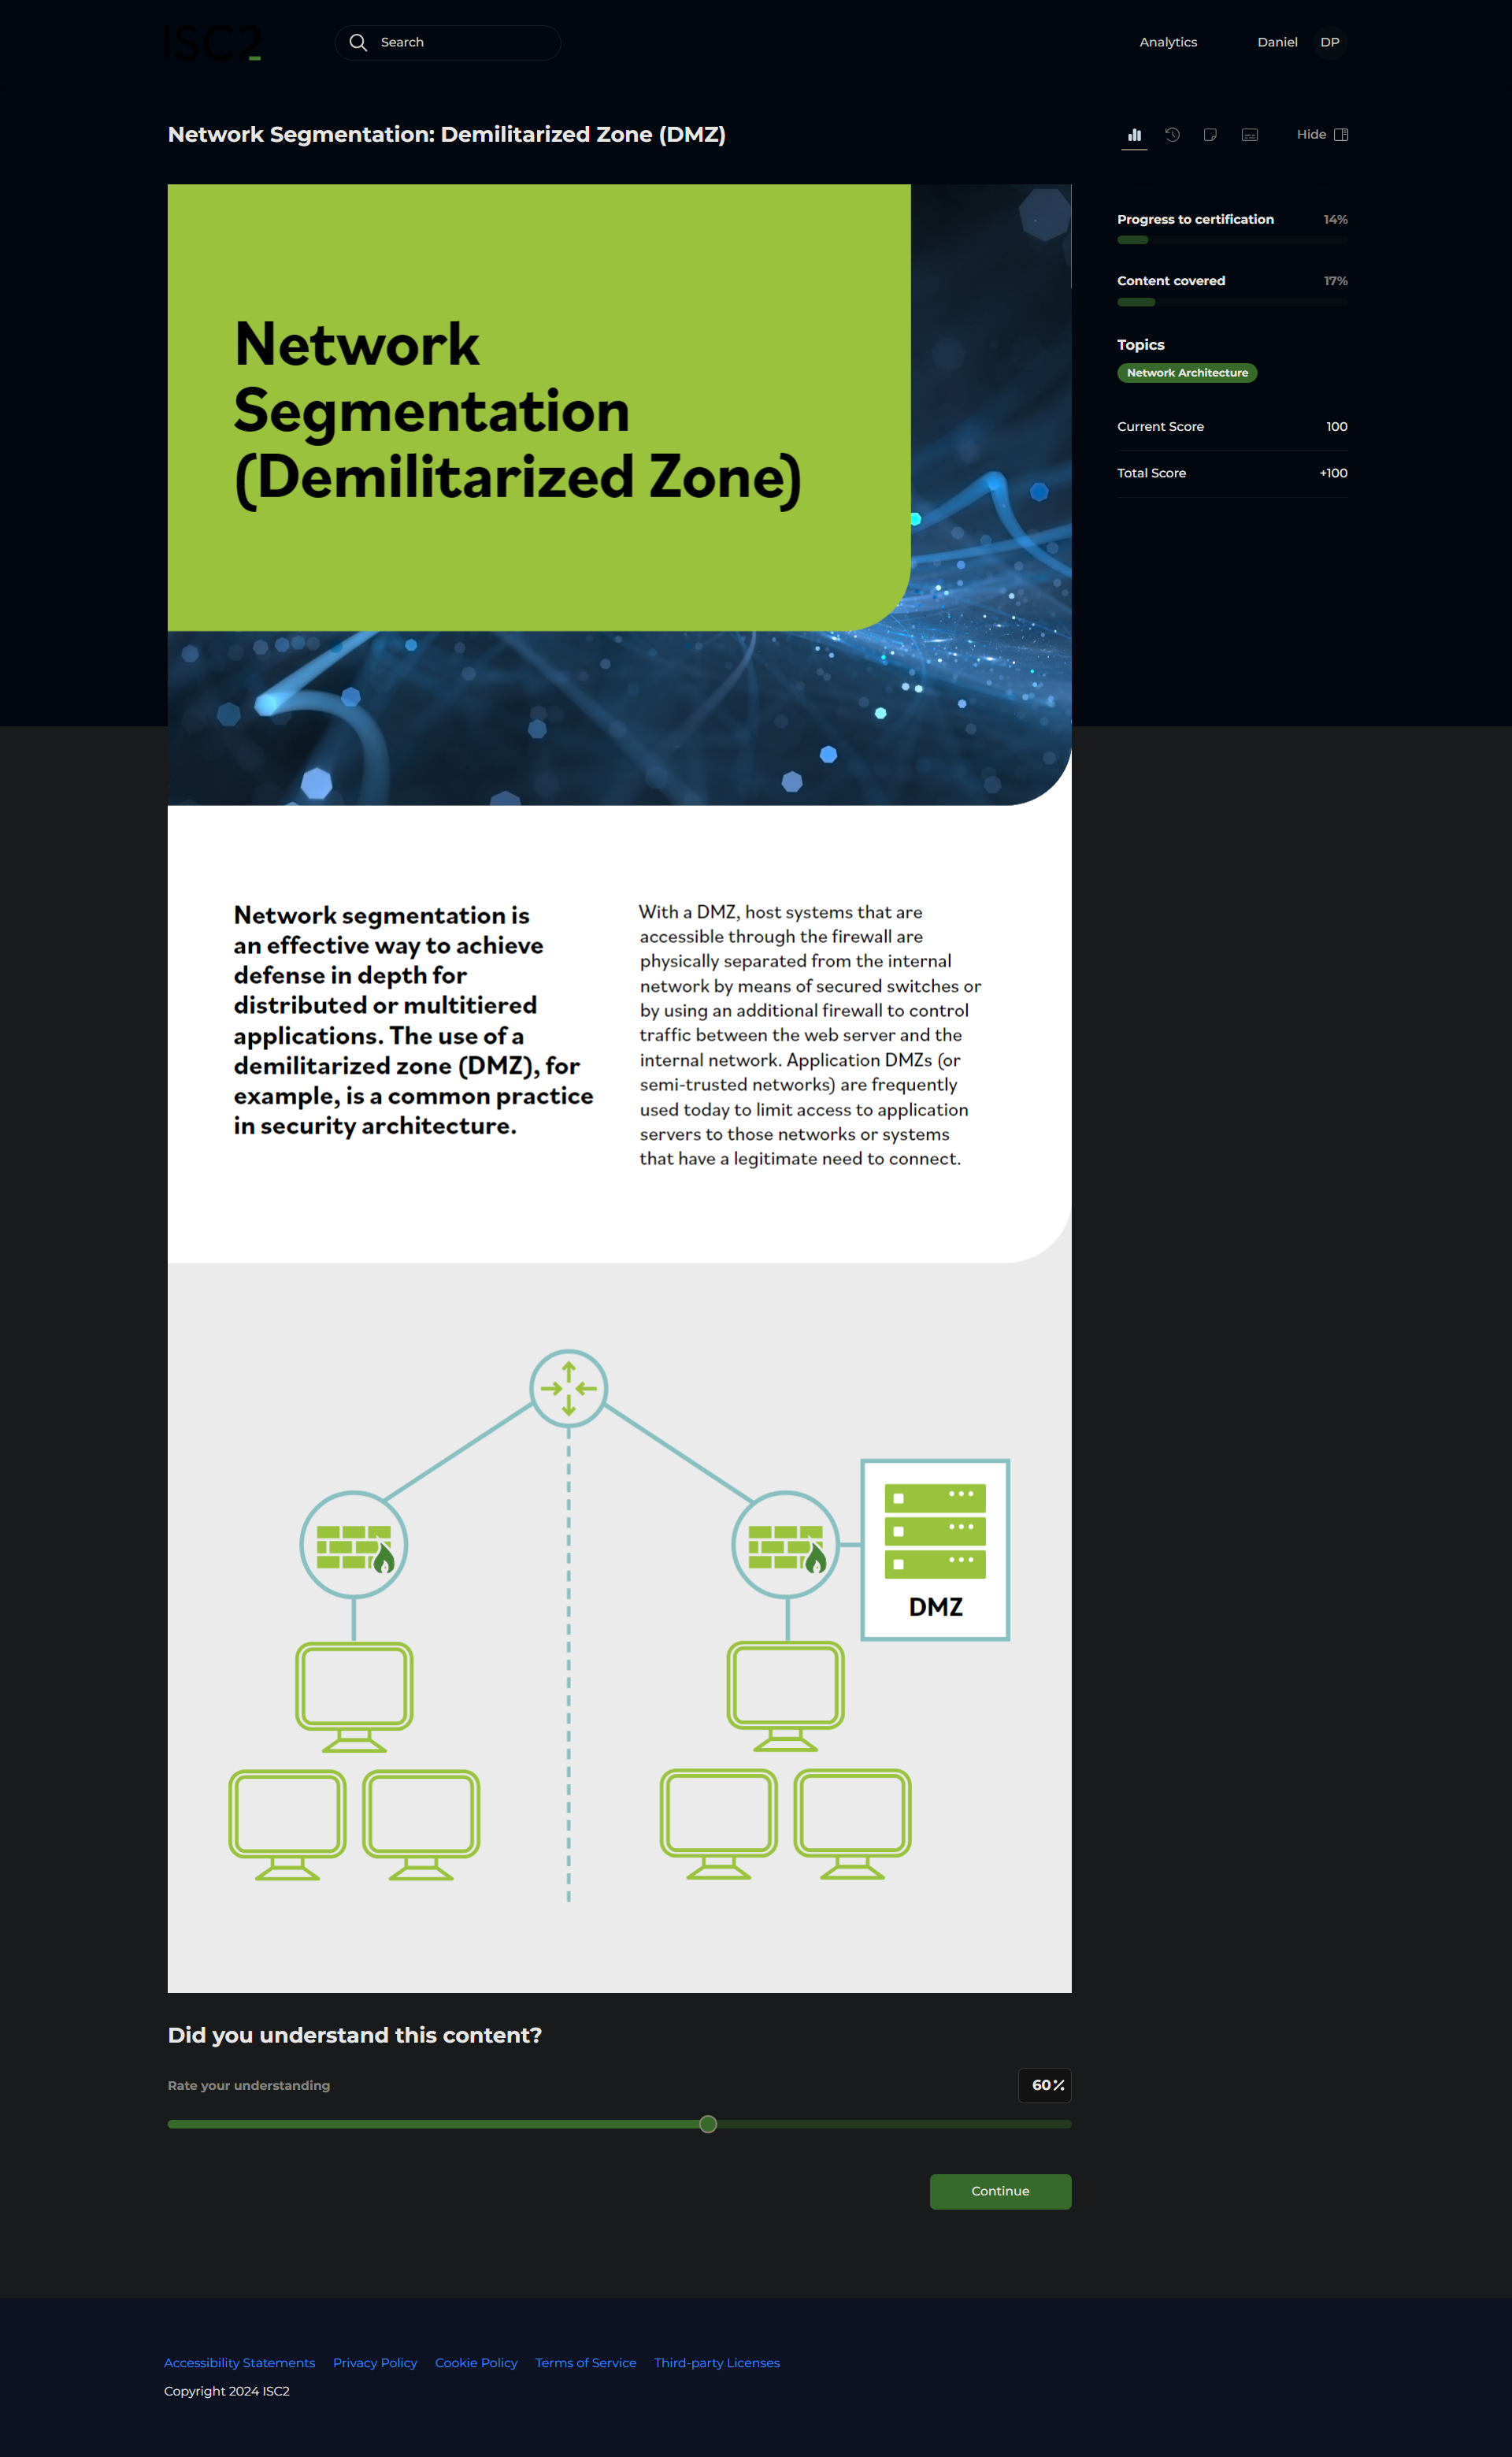 ISC2
Search
Analytics
Daniel
DP
Network Segmentation: Demilitarized Zone (DMZ)
Hide
Network
Segmentation
(Demilitarized Zone)
Progress to certification
14%
Content covered
17%
Topics
Network Architecture
Current Score
100
Total Score
+100
Network segmentation is
an effective way to achieve
defense in depth for
distributed or multitiered
applications. The use of a
demilitarized zone (DMZ), for
example, is a common practice
in security architecture.
With a DMZ, host systems that are
accessible through the firewall are
physically separated from the internal
network by means of secured switches or
by using an additional firewall to control
traffic between the web server and the
internal network. Application DMZs (or
semi-trusted networks) are frequently
used today to limit access to application
servers to those networks or systems
that have a legitimate need to connect.
DMZ
Did you understand this content?
Rate your understanding
60%
Continue
Accessibility Statements
Privacy Policy
Cookie Policy
Terms of Service
Third-party Licenses
Copyright 2024 ISC2